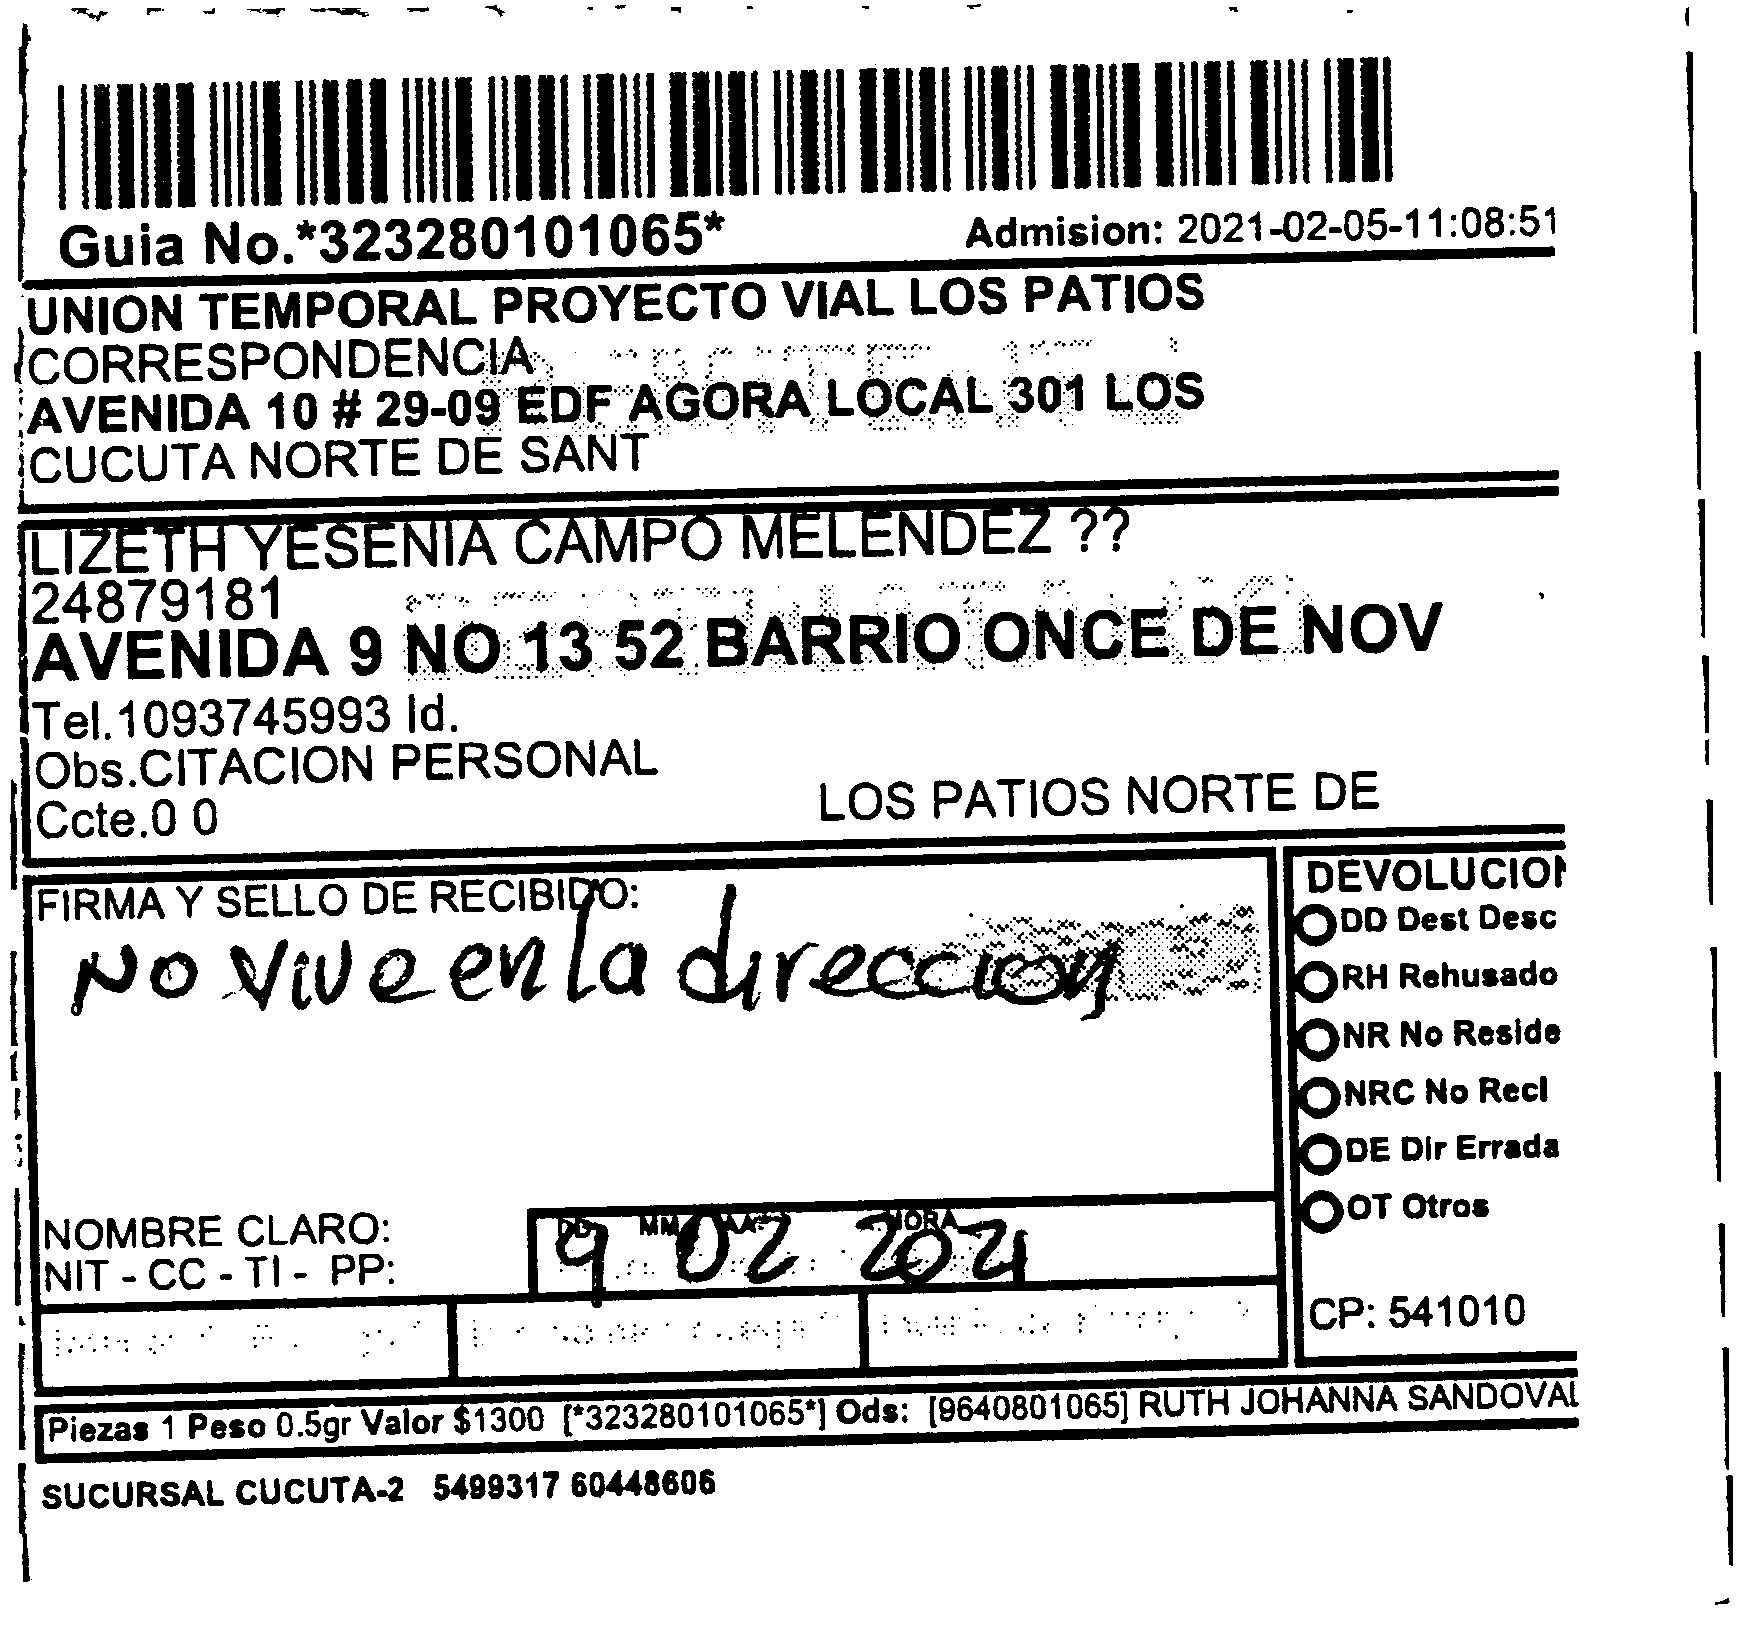 Guia No.*323280101065* Admision: 2021-02-05-11:08:51
UNION TEMPORAL PROYECTO VIAL LOS PATIOS
CORRESPONDENCIA
AVENIDA 10 # 29-09 EDF AGORA LOCAL 301 LOS
CUCUTA NORTE DE SANT
LIZETH YESENIA CAMPO MELENDEZ ??
24879181
AVENIDA 9 NO 13 52 BARRIO ONCE DE NOV
Tel.1093745993 Id.
Obs.CITACION PERSONAL
Ccte.0 0
LOS PATIOS NORTE DE
FIRMA Y SELLO DE RECIBIDO:
No vive en la direccion
NOMBRE CLARO:
NIT - CC - TI - PP:
DD MM AA HORA
9 02 2021
DEVOLUCION
DD Dest Desc
RH Rehusado
NR No Reside
NRC No Recl
DE Dir Errada
OT Otros
CP: 541010
Piezas 1 Peso 0.5gr Valor $1300 [*323280101065*] Ods: [9640801065] RUTH JOHANNA SANDOVAL
SUCURSAL CUCUTA-2 5499317 60448606